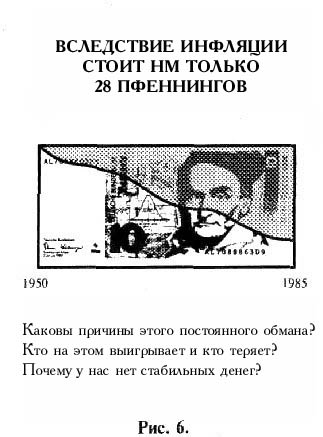 ВСЛЕДСТВИЕ ИНФЛЯЦИИ
СТОИТ НМ ТОЛЬКО
28 ПФЕННИНГОВ
10
1950 1985
Каковы причины этого постоянного обмана?
Кто на этом выигрывает и кто теряет?
Почему у нас нет стабильных денег?
Рис. 6.